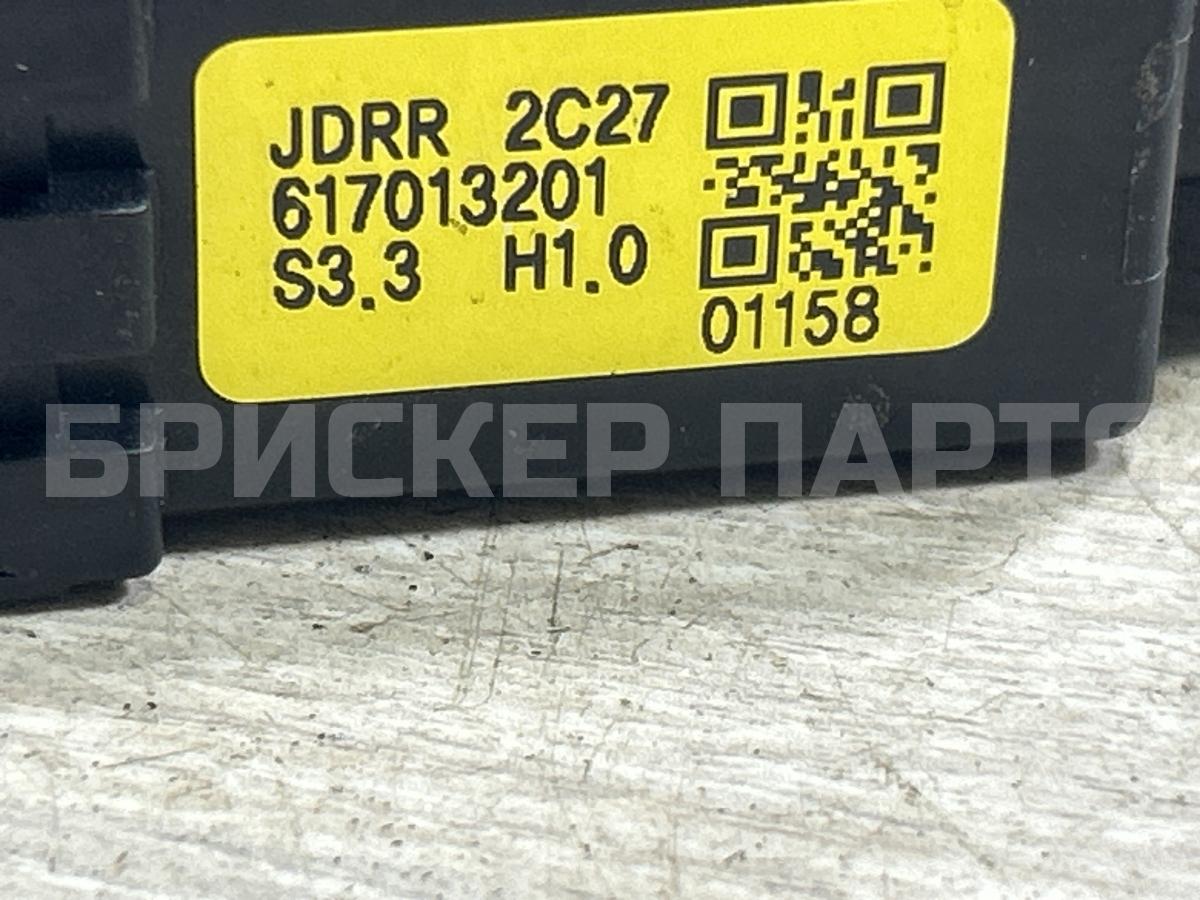 JDRR 2C27
617013201
S3.3 H1.0
01158
БРИСКЕР ПАРТС